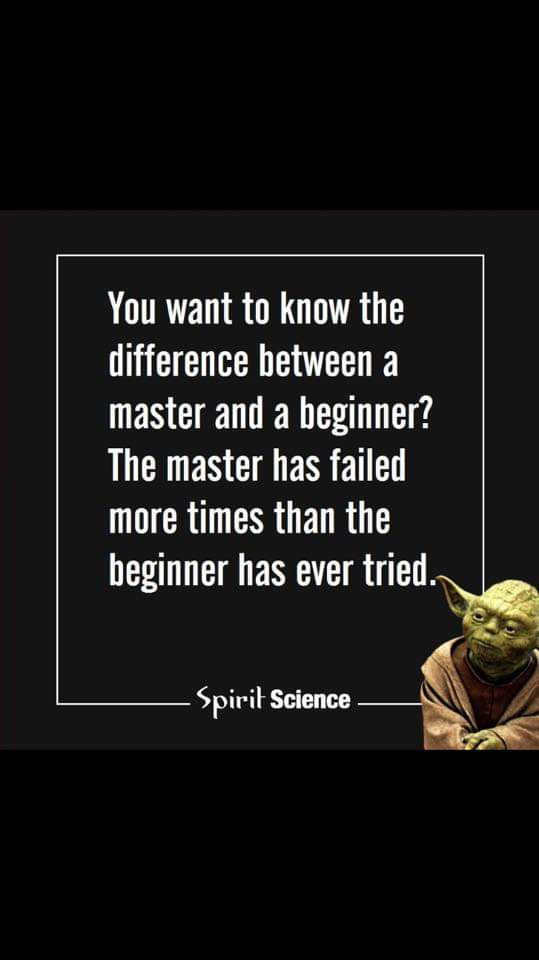 You want to know the
difference between a
master and a beginner?
The master has failed
more times than the
beginner has ever tried.
Spirit Science